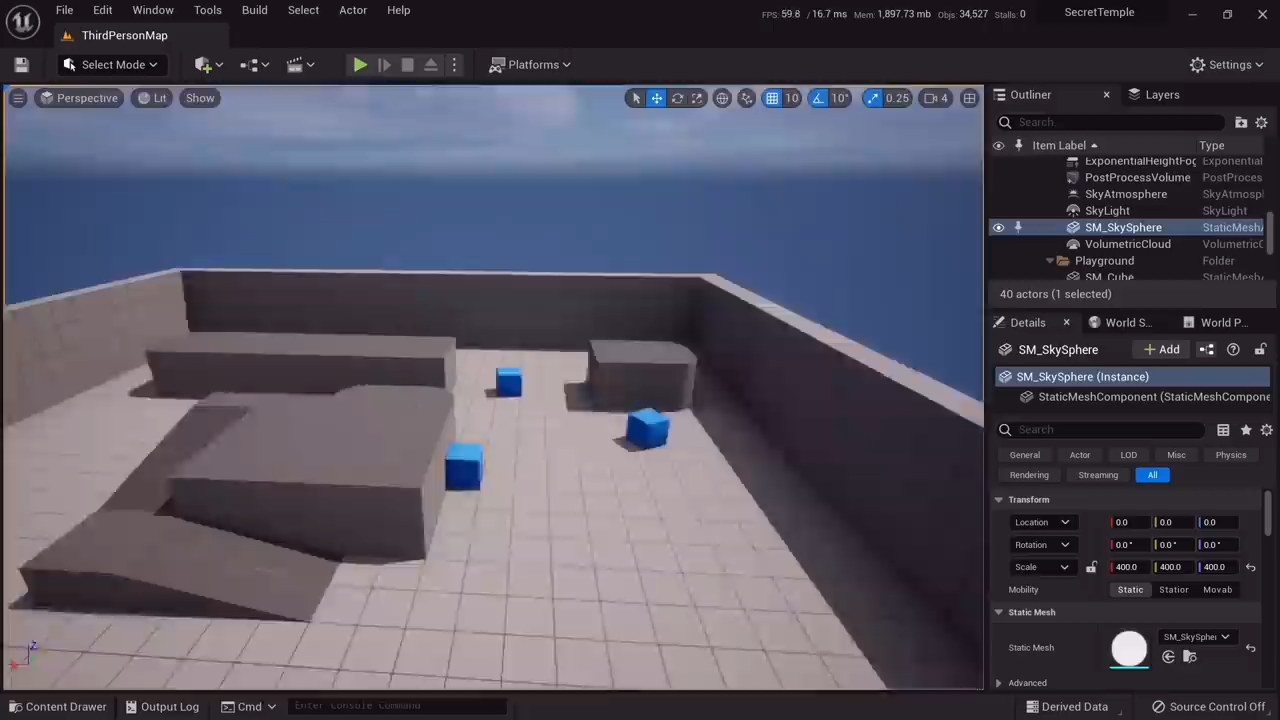 File Edit Window Tools Build Select Actor Help
FPS: 59.8 / 16.7 ms Mem: 1,897.73 mb Objs: 34,527 Stalls: 0 SecretTemple
ThirdPersonMap
Select Mode Platforms Settings
Perspective Lit Show 10 10° 0.25 4
Outliner Layers
Search...
Item Label Type
ExponentialHeightFog Exponential
PostProcessVolume PostProces
SkyAtmosphere SkyAtmosp
SkyLight SkyLight
SM_SkySphere StaticMesh
VolumetricCloud Volumetric
Playground Folder
SM_Cube StaticMesh
40 actors (1 selected)
Details World S... World P...
SM_SkySphere + Add
SM_SkySphere (Instance)
StaticMeshComponent (StaticMeshCompone
Search
General Actor LOD Misc Physics
Rendering Streaming All
Transform
Location 0.0 0.0 0.0
Rotation 0.0° 0.0° 0.0°
Scale 400.0 400.0 400.0
Mobility Static Station Movab
Static Mesh
Static Mesh SM_SkySpher
Advanced
Z
Content Drawer Output Log Cmd Enter Console Command Derived Data Source Control Off